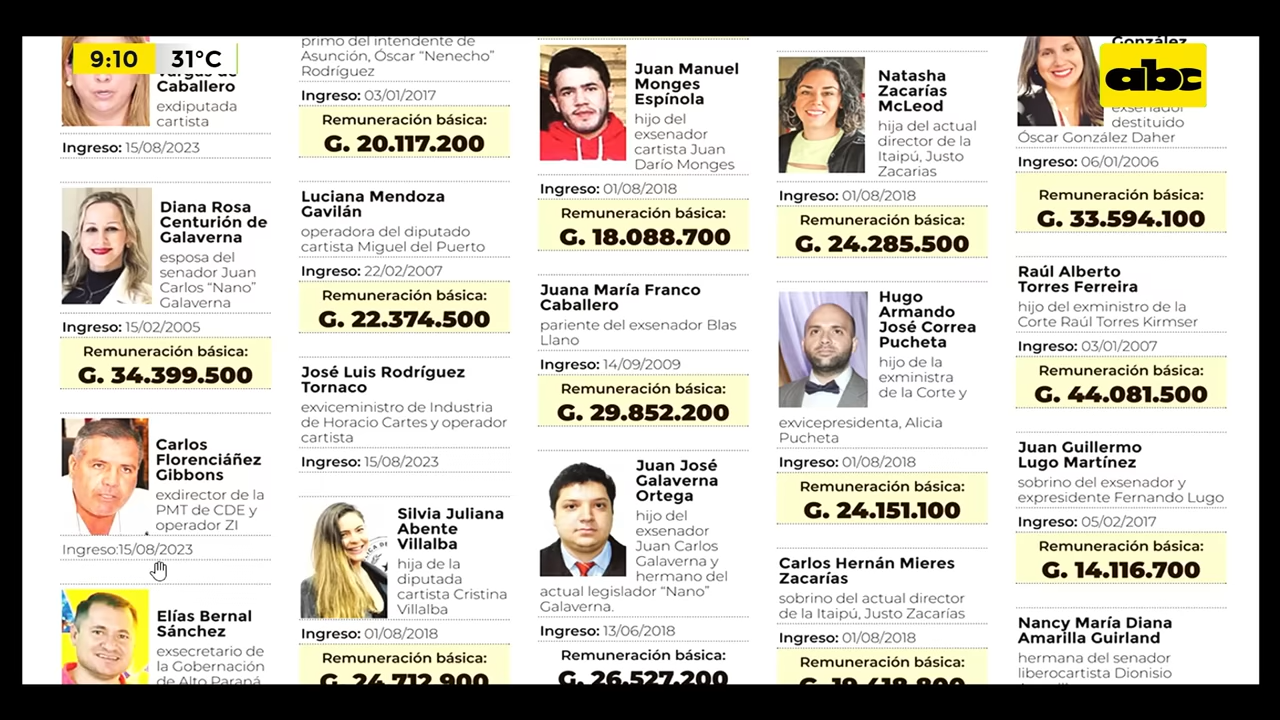 9:10 31°C
abc
Vargas de
Caballero
exdiputada
cartista
Ingreso: 15/08/2023
Diana Rosa
Centurión de
Galaverna
esposa del
senador Juan
Carlos “Nano”
Galaverna
Ingreso: 15/02/2005
Remuneración básica:
G. 34.399.500
Carlos
Florenciáñez
Gibbons
exdirector de la
PMT de CDE y
operador ZI
Ingreso:15/08/2023
Elías Bernal
Sánchez
exsecretario de
la Gobernación
de Alto Paraná
primo del intendente de
Asunción, Óscar “Nenecho”
Rodríguez
Ingreso: 03/01/2017
Remuneración básica:
G. 20.117.200
Luciana Mendoza
Gavilán
operadora del diputado
cartista Miguel del Puerto
Ingreso: 22/02/2007
Remuneración básica:
G. 22.374.500
José Luis Rodríguez
Tornaco
exviceministro de Industria
de Horacio Cartes y operador
cartista
Ingreso: 15/08/2023
Silvia Juliana
Abente
Villalba
hija de la
diputada
cartista Cristina
Villalba
Ingreso: 01/08/2018
Remuneración básica:
G. 24.712.900
Juan Manuel
Monges
Espínola
hijo del
exsenador
cartista Juan
Darío Monges
Ingreso: 01/08/2018
Remuneración básica:
G. 18.088.700
Juana María Franco
Caballero
pariente del exsenador Blas
Llano
Ingreso: 14/09/2009
Remuneración básica:
G. 29.852.200
Juan José
Galaverna
Ortega
hijo del
exsenador
Juan Carlos
Galaverna y
hermano del
actual legislador “Nano”
Galaverna.
Ingreso: 13/06/2018
Remuneración básica:
G. 26.527.200
Natasha
Zacarías
McLeod
hija del actual
director de la
Itaipú, Justo
Zacarias
Ingreso: 01/08/2018
Remuneración básica:
G. 24.285.500
Hugo
Armando
José Correa
Pucheta
hijo de la
exministra
de la Corte y
exvicepresidenta, Alicia
Pucheta
Ingreso: 01/08/2018
Remuneración básica:
G. 24.151.100
Carlos Hernán Mieres
Zacarías
sobrino del actual director
de la Itaipú, Justo Zacarías
Ingreso: 01/08/2018
Remuneración básica:
G. 19.418.800
González
exsenador
destituido
Óscar González Daher
Ingreso: 06/01/2006
Remuneración básica:
G. 33.594.100
Raúl Alberto
Torres Ferreira
hijo del exministro de la
Corte Raúl Torres Kirmser
Ingreso: 03/01/2007
Remuneración básica:
G. 44.081.500
Juan Guillermo
Lugo Martínez
sobrino del exsenador y
expresidente Fernando Lugo
Ingreso: 05/02/2017
Remuneración básica:
G. 14.116.700
Nancy María Diana
Amarilla Guirland
hermana del senador
liberocartista Dionisio